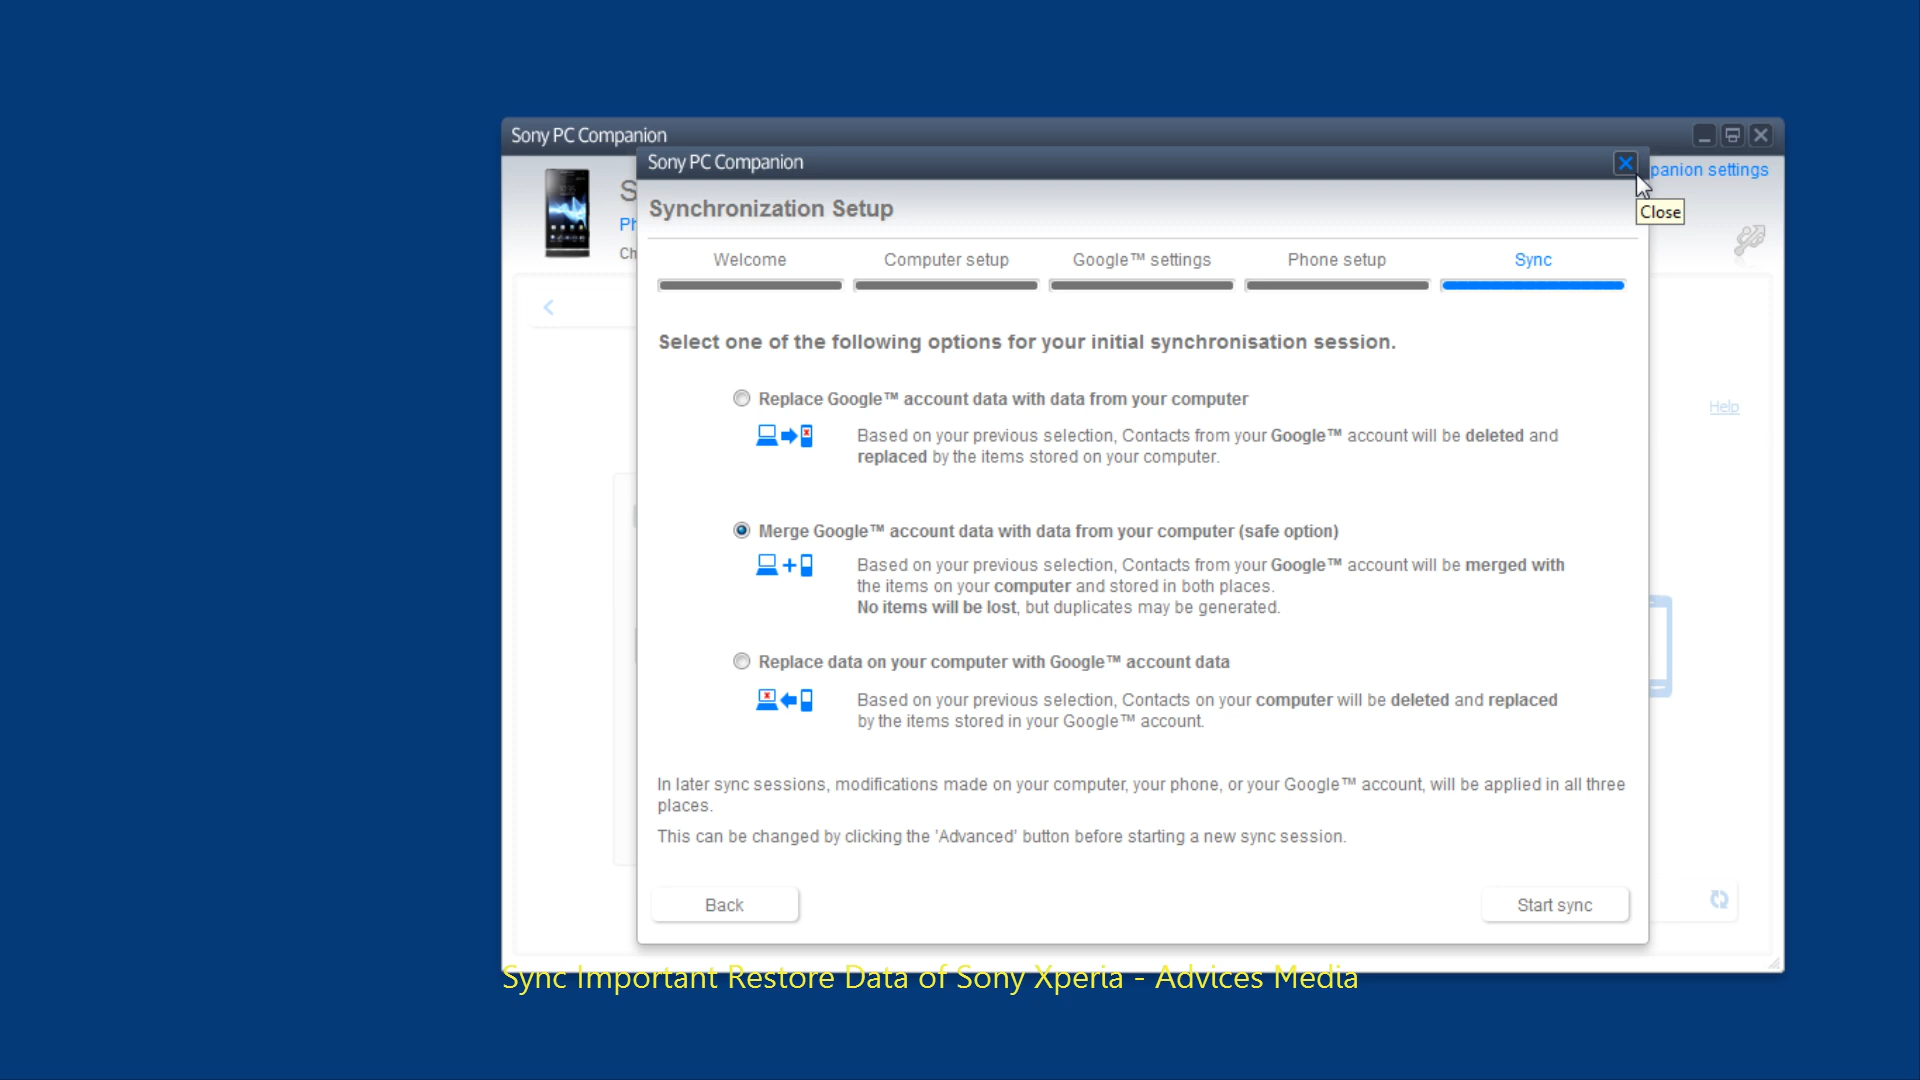 Sony PC Companion
Sony PC Companion
panion settings
S
Ph
Ch
Close
Synchronization Setup
Welcome
Computer setup
Google™ settings
Phone setup
Sync
Select one of the following options for your initial synchronisation session.
Replace Google™ account data with data from your computer
Based on your previous selection, Contacts from your Google™ account will be deleted and
replaced by the items stored on your computer.
Help
Merge Google™ account data with data from your computer (safe option)
Based on your previous selection, Contacts from your Google™ account will be merged with
the items on your computer and stored in both places.
No items will be lost, but duplicates may be generated.
Replace data on your computer with Google™ account data
Based on your previous selection, Contacts on your computer will be deleted and replaced
by the items stored in your Google™ account.
In later sync sessions, modifications made on your computer, your phone, or your Google™ account, will be applied in all three
places.
This can be changed by clicking the 'Advanced' button before starting a new sync session.
Back
Start sync
Sync Important Restore Data of Sony Xperia - Advices Media